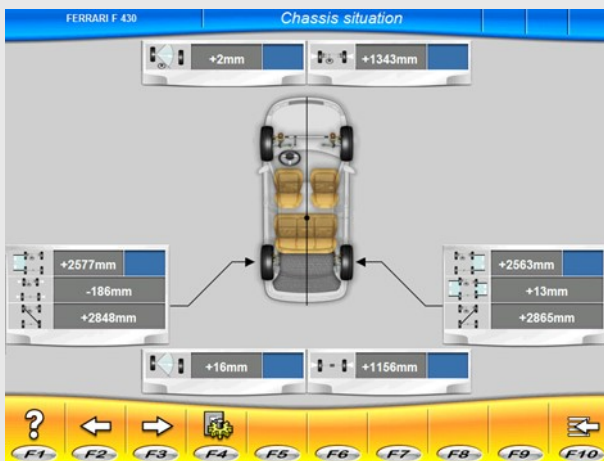 FERRARI F 430
Chassis situation
+2mm
+1343mm
+2577mm
-186mm
+2848mm
+2563mm
+13mm
+2865mm
+16mm
+1156mm
?
F1 F2 F3 F4 F5 F6 F7 F8 F9 F10